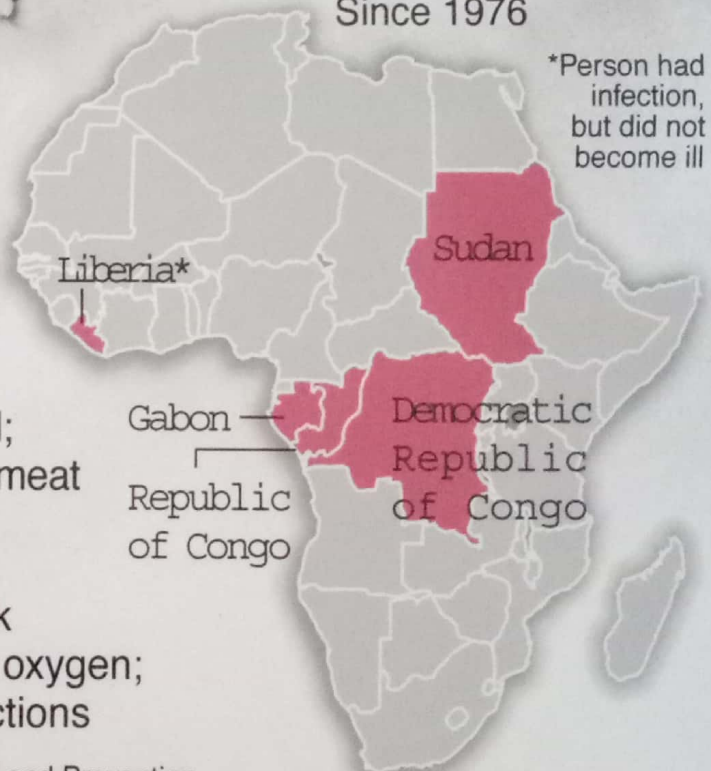 Since 1976
*Person had
infection,
but did not
become ill
Sudan
Liberia*
Gabon
Democratic
Republic
of Congo
Republic
of Congo
meat
oxygen;